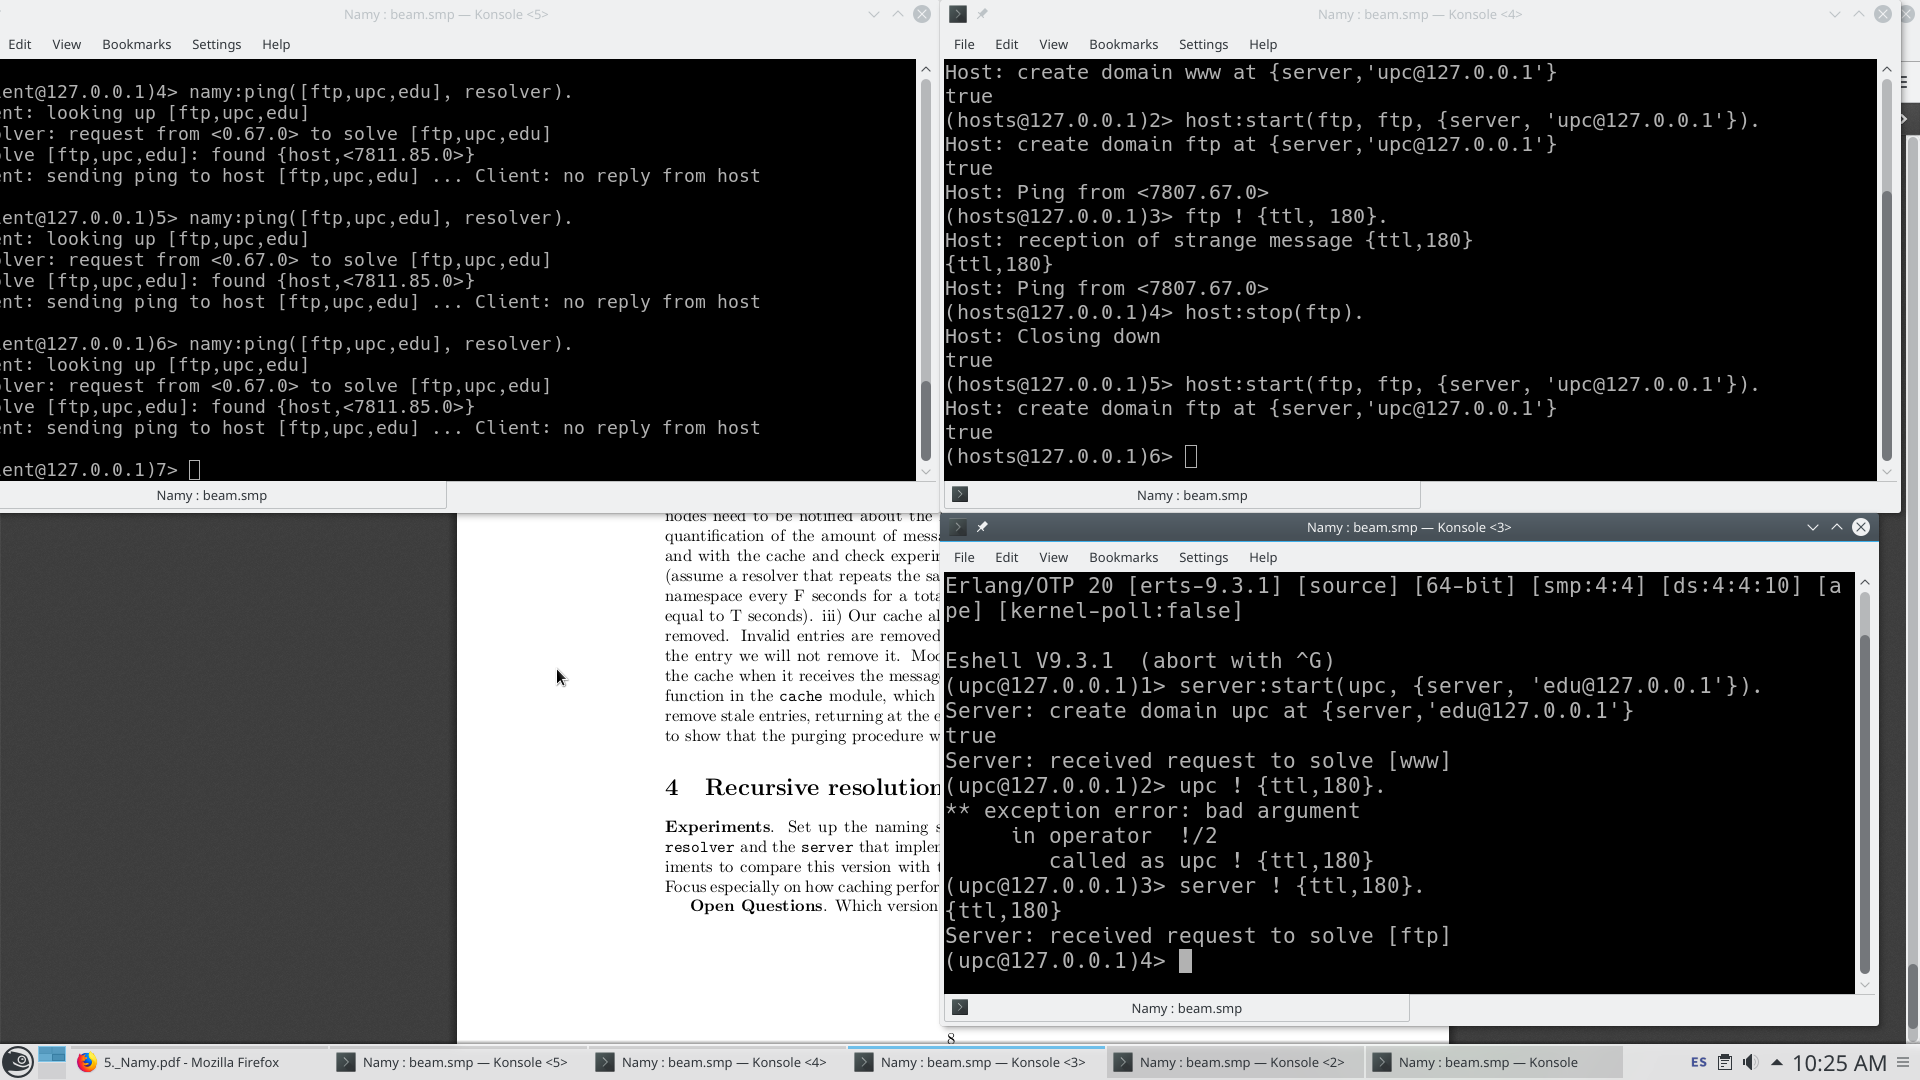 Namy : beam.smp — Konsole <5>
Edit View Bookmarks Settings Help
ent@127.0.0.1)4> namy:ping([ftp,upc,edu], resolver).
ent: looking up [ftp,upc,edu]
olver: request from <0.67.0> to solve [ftp,upc,edu]
olve [ftp,upc,edu]: found {host,<7811.85.0>}
ent: sending ping to host [ftp,upc,edu] ... Client: no reply from host
ent@127.0.0.1)5> namy:ping([ftp,upc,edu], resolver).
ent: looking up [ftp,upc,edu]
olver: request from <0.67.0> to solve [ftp,upc,edu]
olve [ftp,upc,edu]: found {host,<7811.85.0>}
ent: sending ping to host [ftp,upc,edu] ... Client: no reply from host
ent@127.0.0.1)6> namy:ping([ftp,upc,edu], resolver).
ent: looking up [ftp,upc,edu]
olver: request from <0.67.0> to solve [ftp,upc,edu]
olve [ftp,upc,edu]: found {host,<7811.85.0>}
ent: sending ping to host [ftp,upc,edu] ... Client: no reply from host
ent@127.0.0.1)7>
Namy : beam.smp
Namy : beam.smp — Konsole <4>
File Edit View Bookmarks Settings Help
Host: create domain www at {server,'upc@127.0.0.1'}
true
(hosts@127.0.0.1)2> host:start(ftp, ftp, {server, 'upc@127.0.0.1'}).
Host: create domain ftp at {server,'upc@127.0.0.1'}
true
Host: Ping from <7807.67.0>
(hosts@127.0.0.1)3> ftp ! {ttl, 180}.
Host: reception of strange message {ttl,180}
{ttl,180}
Host: Ping from <7807.67.0>
(hosts@127.0.0.1)4> host:stop(ftp).
Host: Closing down
true
(hosts@127.0.0.1)5> host:start(ftp, ftp, {server, 'upc@127.0.0.1'}).
Host: create domain ftp at {server,'upc@127.0.0.1'}
true
(hosts@127.0.0.1)6>
Namy : beam.smp
nodes need to be notified about the
quantification of the amount of mess
and with the cache and check experi
(assume a resolver that repeats the sa
namespace every F seconds for a tota
equal to T seconds). iii) Our cache al
removed. Invalid entries are removed
the entry we will not remove it. Mod
the cache when it receives the message
function in the cache module, which
remove stale entries, returning at the e
to show that the purging procedure w
4 Recursive resolution
Experiments. Set up the naming s
resolver and the server that implem
iments to compare this version with t
Focus especially on how caching perfor
Open Questions. Which version
8
Namy : beam.smp — Konsole <3>
File Edit View Bookmarks Settings Help
Erlang/OTP 20 [erts-9.3.1] [source] [64-bit] [smp:4:4] [ds:4:4:10] [a
pe] [kernel-poll:false]
Eshell V9.3.1 (abort with ^G)
(upc@127.0.0.1)1> server:start(upc, {server, 'edu@127.0.0.1'}).
Server: create domain upc at {server,'edu@127.0.0.1'}
true
Server: received request to solve [www]
(upc@127.0.0.1)2> upc ! {ttl,180}.
** exception error: bad argument
in operator !/2
called as upc ! {ttl,180}
(upc@127.0.0.1)3> server ! {ttl,180}.
{ttl,180}
Server: received request to solve [ftp]
(upc@127.0.0.1)4>
Namy : beam.smp
5._Namy.pdf - Mozilla Firefox
Namy : beam.smp — Konsole <5>
Namy : beam.smp — Konsole <4>
Namy : beam.smp — Konsole <3>
Namy : beam.smp — Konsole <2>
Namy : beam.smp — Konsole
ES
10:25 AM